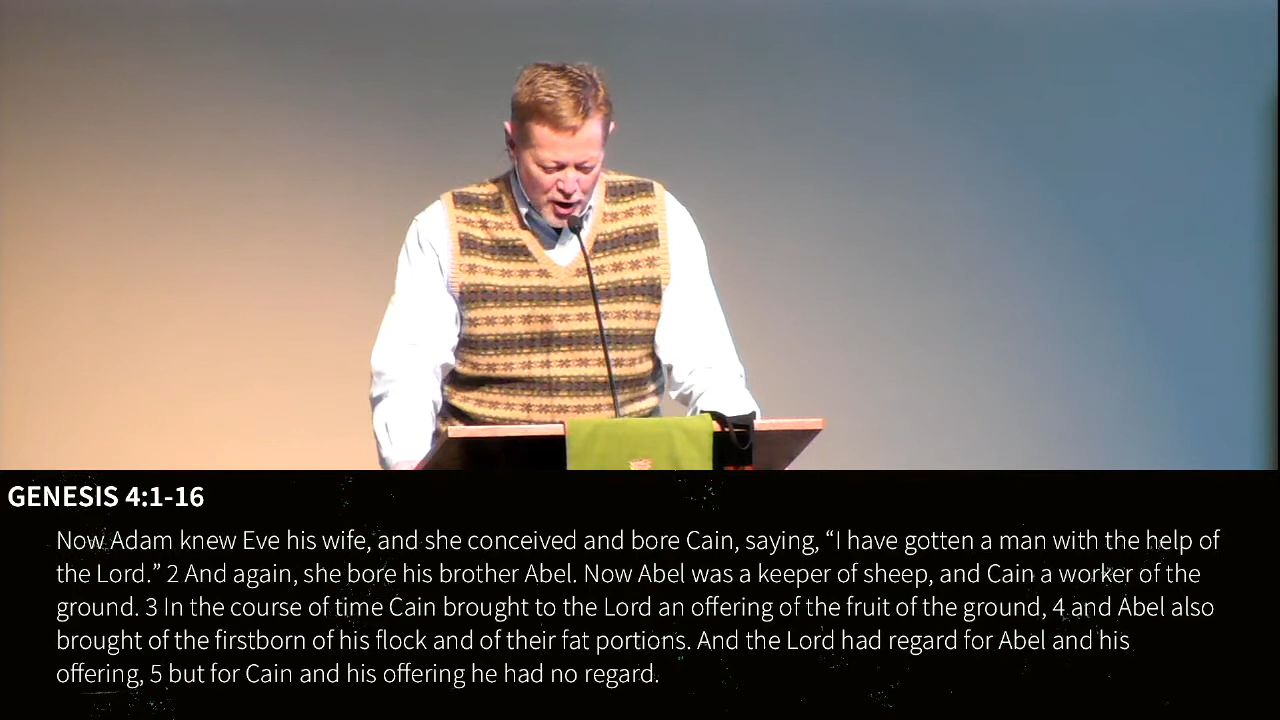 GENESIS 4:1-16
Now Adam knew Eve his wife, and she conceived and bore Cain, saying, “I have gotten a man with the help of
the Lord.” 2 And again, she bore his brother Abel. Now Abel was a keeper of sheep, and Cain a worker of the
ground. 3 In the course of time Cain brought to the Lord an offering of the fruit of the ground, 4 and Abel also
brought of the firstborn of his flock and of their fat portions. And the Lord had regard for Abel and his
offering, 5 but for Cain and his offering he had no regard.